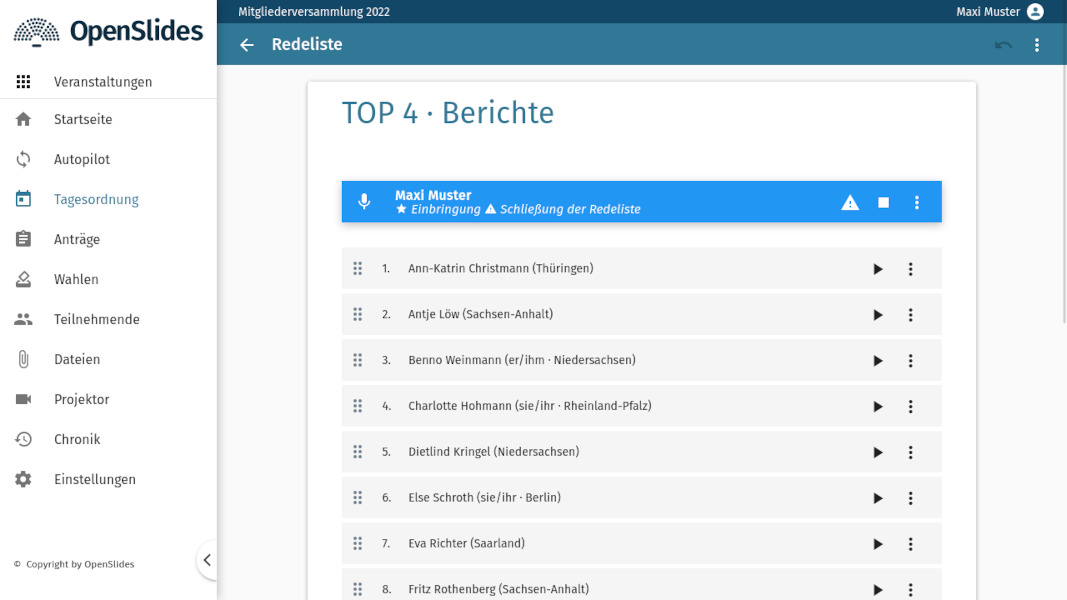 OpenSlides
Veranstaltungen
Startseite
Autopilot
Tagesordnung
Anträge
Wahlen
Teilnehmende
Dateien
Projektor
Chronik
Einstellungen
© Copyright by OpenSlides
Mitgliederversammlung 2022
Maxi Muster
Redeliste
TOP 4 · Berichte
Maxi Muster
Einbringung Schließung der Redeliste
1. Ann-Katrin Christmann (Thüringen)
2. Antje Löw (Sachsen-Anhalt)
3. Benno Weinmann (er/ihm · Niedersachsen)
4. Charlotte Hohmann (sie/ihr · Rheinland-Pfalz)
5. Dietlind Kringel (Niedersachsen)
6. Else Schroth (sie/ihr · Berlin)
7. Eva Richter (Saarland)
8. Fritz Rothenberg (Sachsen-Anhalt)